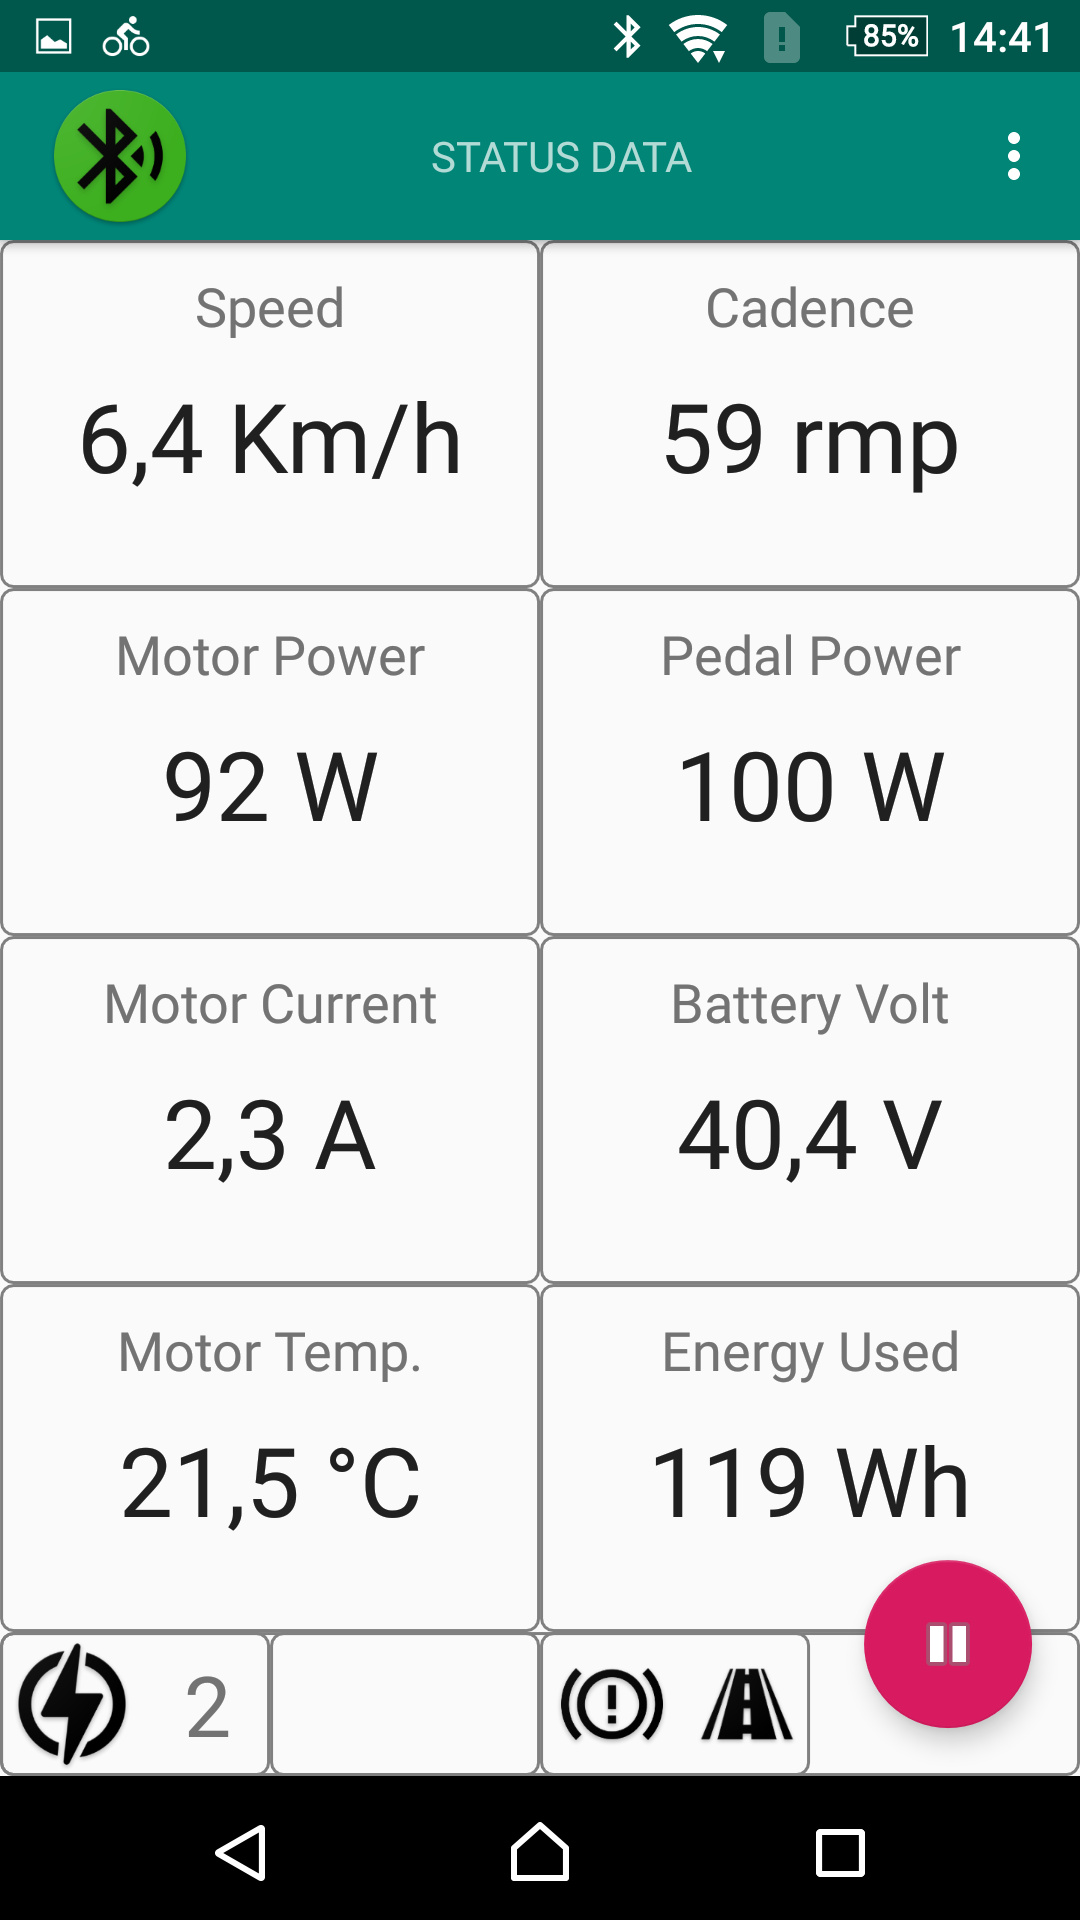 85% 14:41
STATUS DATA
Speed Cadence
6,4 Km/h 59 rmp
Motor Power Pedal Power
92 W 100 W
Motor Current Battery Volt
2,3 A 40,4 V
Motor Temp. Energy Used
21,5 °C 119 Wh
2